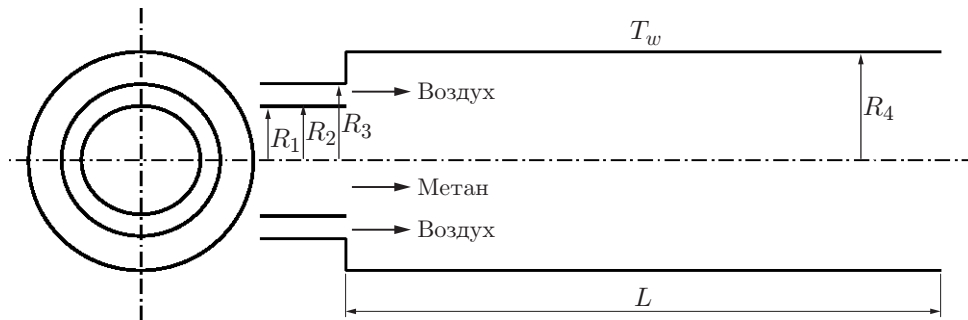 T_w
Воздух
R_1
R_2
R_3
R_4
Метан
Воздух
L